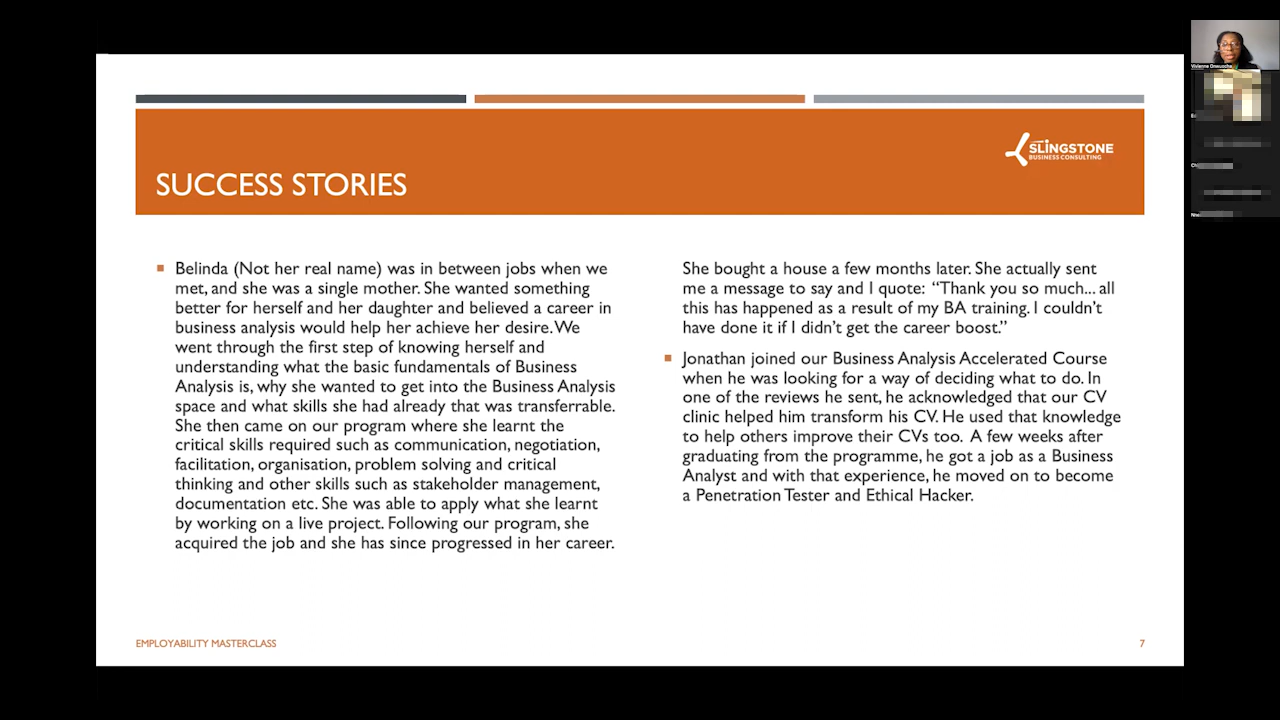 SLINGSTONE
BUSINESS CONSULTING
SUCCESS STORIES
Belinda (Not her real name) was in between jobs when we
met, and she was a single mother. She wanted something
better for herself and her daughter and believed a career in
business analysis would help her achieve her desire. We
went through the first step of knowing herself and
understanding what the basic fundamentals of Business
Analysis is, why she wanted to get into the Business Analysis
space and what skills she had already that was transferrable.
She then came on our program where she learnt the
critical skills required such as communication, negotiation,
facilitation, organisation, problem solving and critical
thinking and other skills such as stakeholder management,
documentation etc. She was able to apply what she learnt
by working on a live project. Following our program, she
acquired the job and she has since progressed in her career.
She bought a house a few months later. She actually sent
me a message to say and I quote: “Thank you so much... all
this has happened as a result of my BA training. I couldn’t
have done it if I didn’t get the career boost.”
Jonathan joined our Business Analysis Accelerated Course
when he was looking for a way of deciding what to do. In
one of the reviews he sent, he acknowledged that our CV
clinic helped him transform his CV. He used that knowledge
to help others improve their CVs too. A few weeks after
graduating from the programme, he got a job as a Business
Analyst and with that experience, he moved on to become
a Penetration Tester and Ethical Hacker.
EMPLOYABILITY MASTERCLASS
7